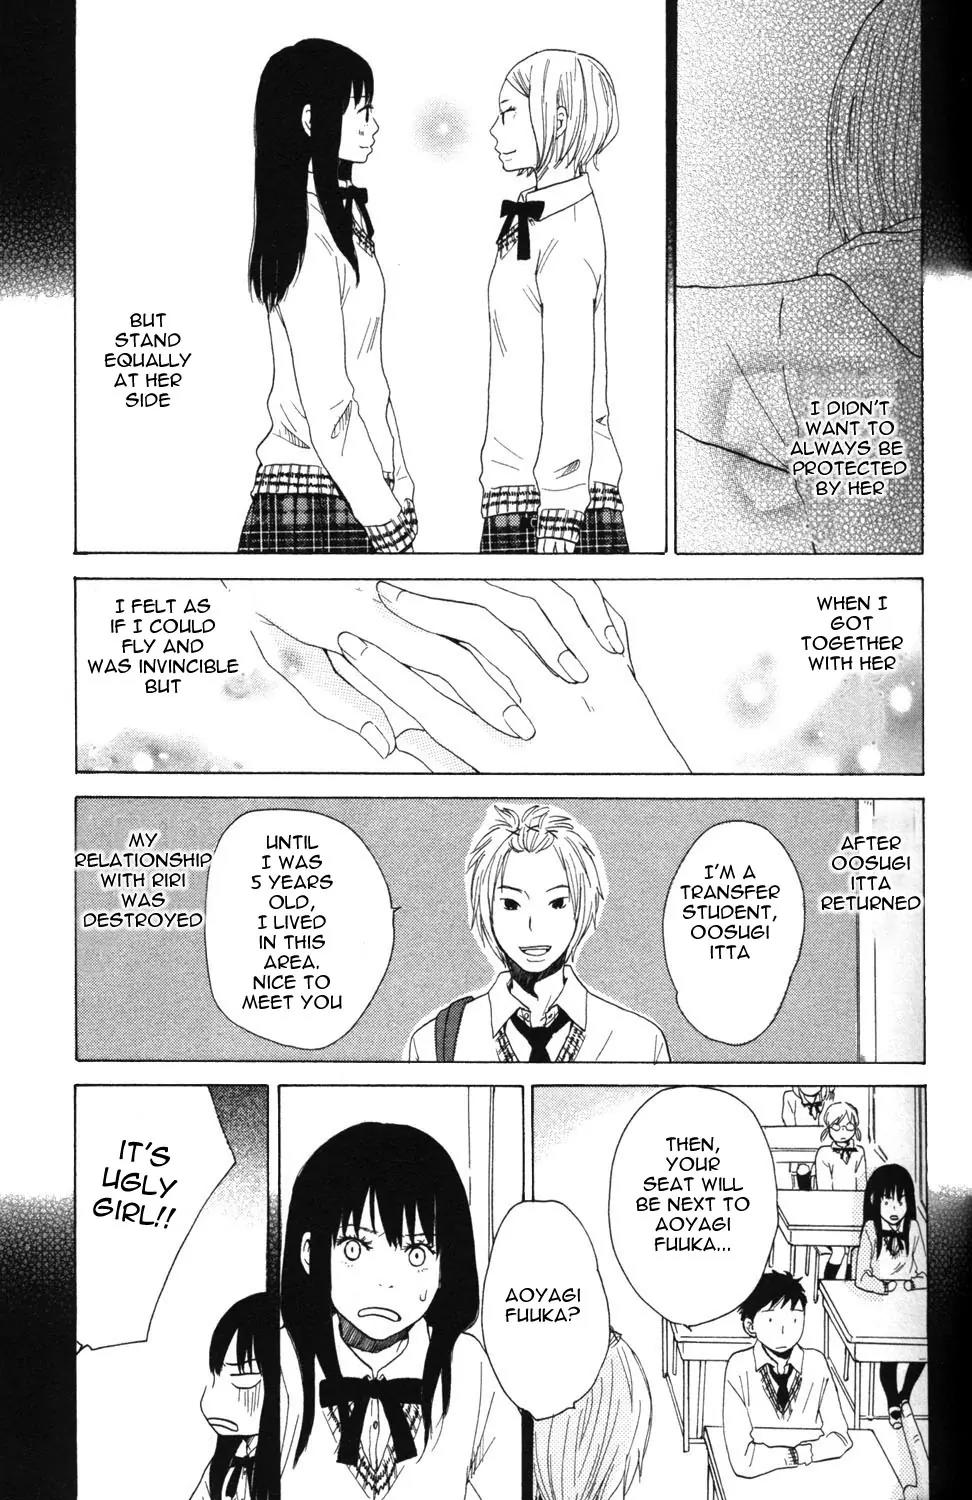 I DIDN'T
WANT TO
ALWAYS BE
PROTECTED
BY HER
BUT
STAND
EQUALLY
AT HER
SIDE
WHEN I
GOT
TOGETHER
WITH HER
I FELT AS
IF I COULD
FLY AND
WAS INVINCIBLE
BUT
AFTER
OOSUGI
ITTA
RETURNED
I'M A
TRANSFER
STUDENT,
OOSUGI
ITTA
UNTIL
I WAS
5 YEARS
OLD,
I LIVED
IN THIS
AREA.
NICE TO
MEET YOU
MY
RELATIONSHIP
WITH RIRI
WAS
DESTROYED
THEN,
YOUR
SEAT WILL
BE NEXT TO
AOYAGI
FUUKA...
AOYAGI
FUUKA?
IT'S
UGLY
GIRL!!